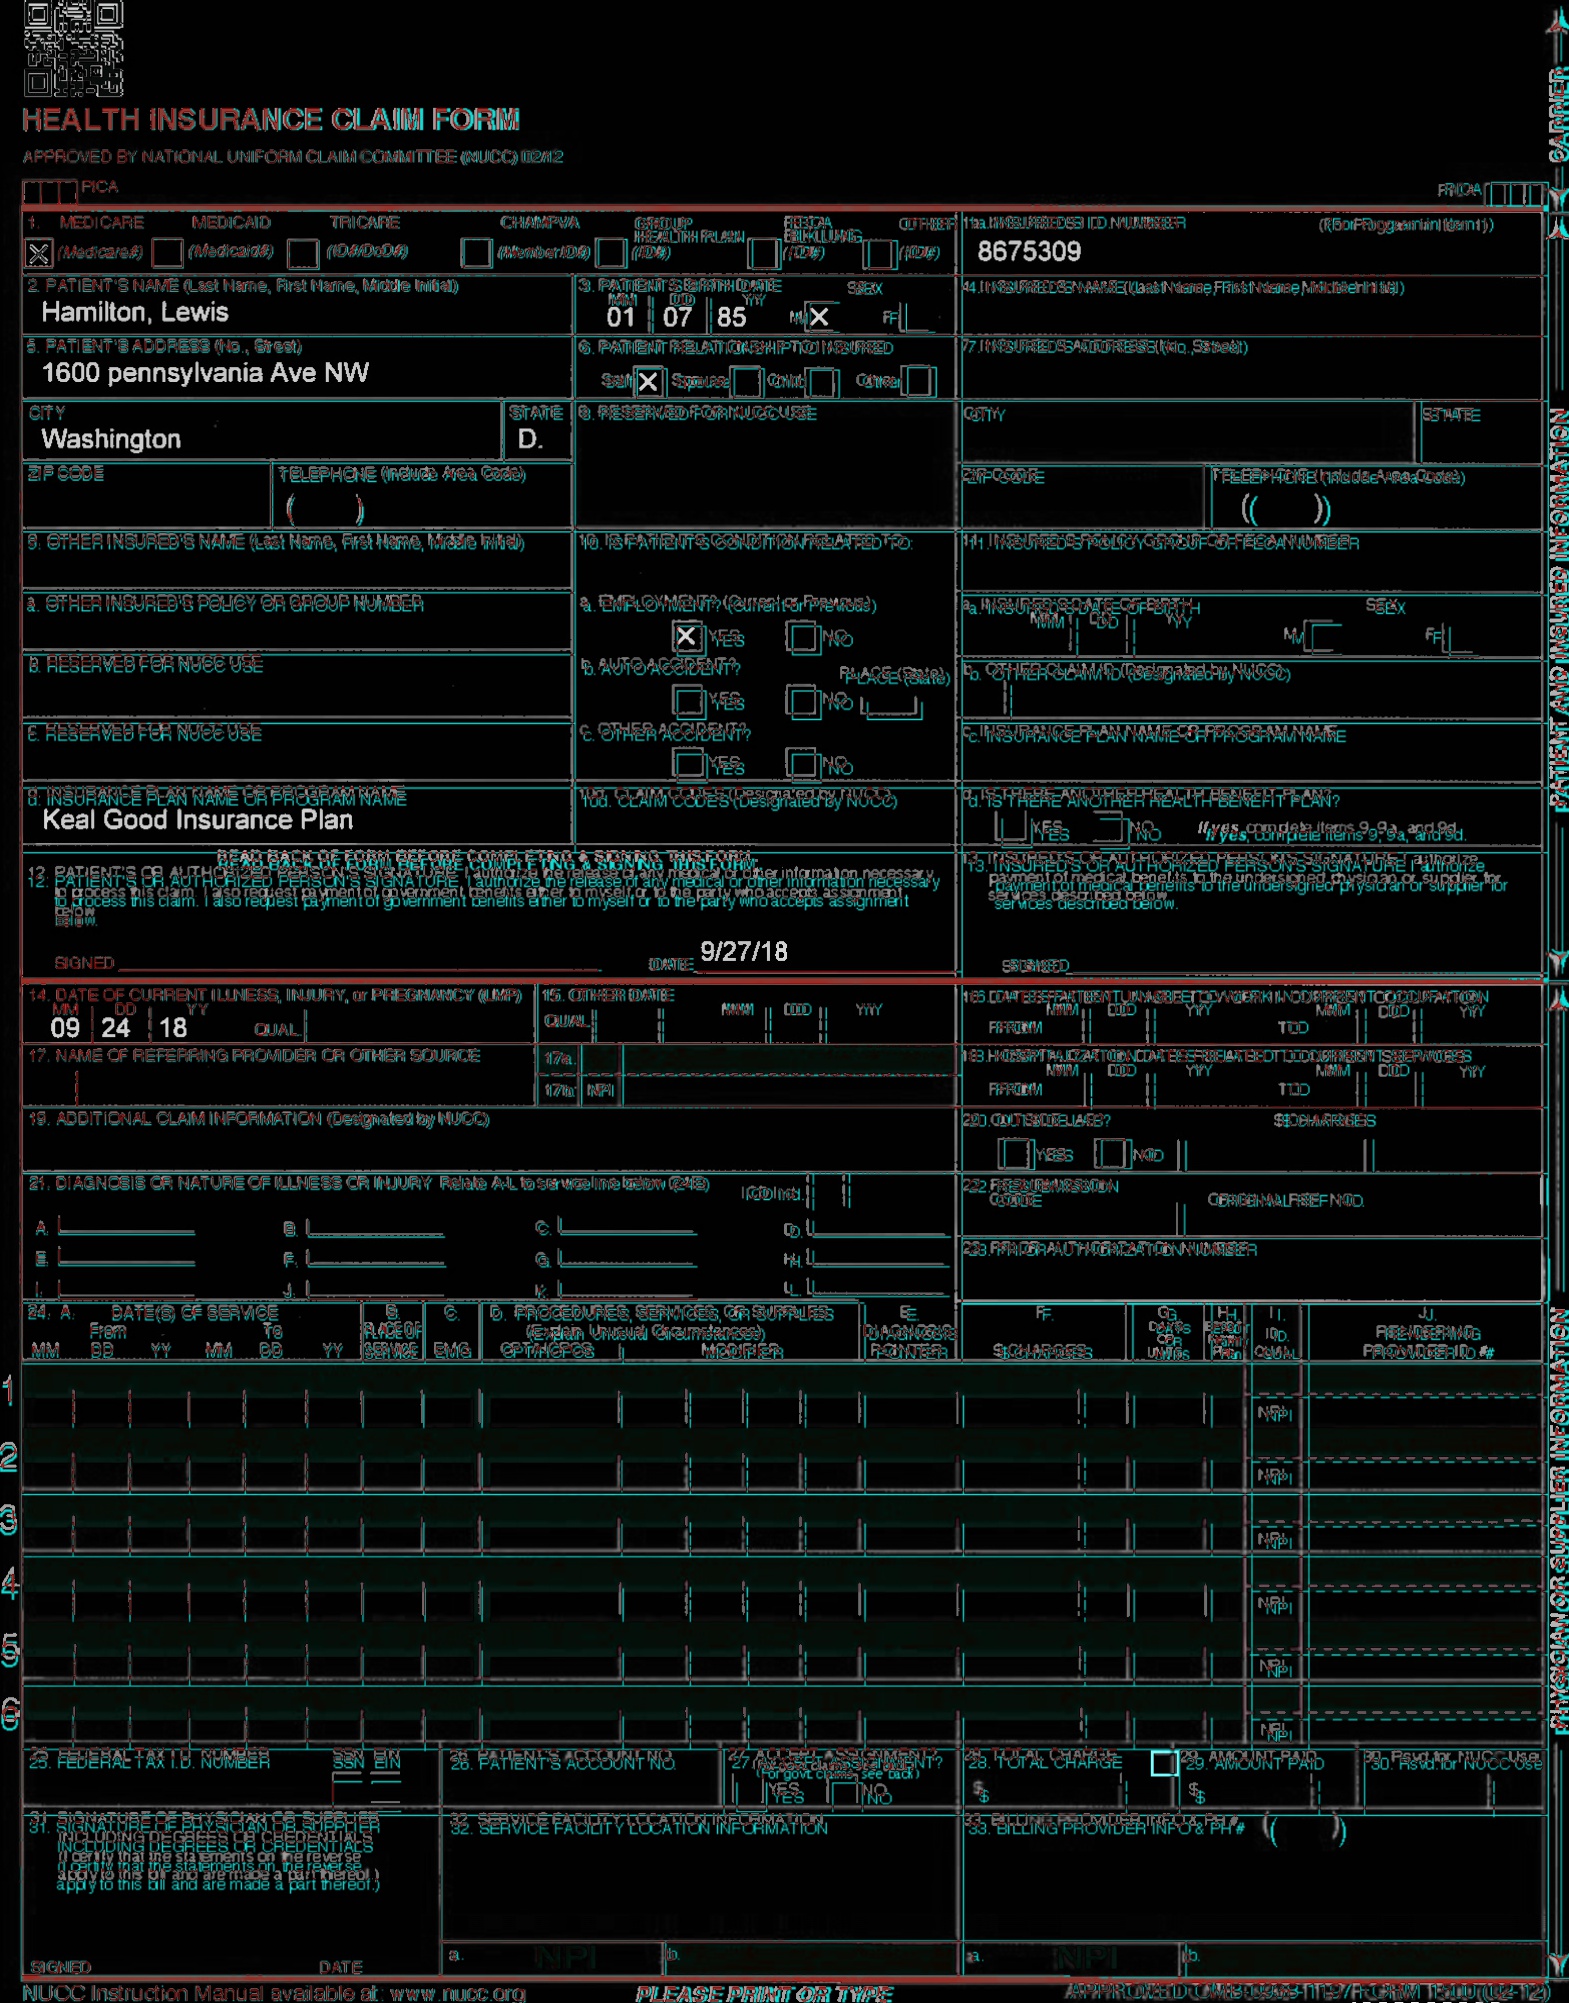 HEALTH INSURANCE CLAIM FORM
APPROVED BY NATIONAL UNIFORM CLAIM COMMITTEE (NUCC) 02/12
PICA
PICA
1. MEDICARE MEDICAID TRICARE CHAMPVA GROUP HEALTH PLAN FECA BLK LUNG OTHER
(Medicare#) (Medicaid#) (ID#/DoD#) (Member ID#) (ID#) (ID#) (ID#)
1a. INSURED'S I.D. NUMBER (For Program in Item 1)
8675309
2. PATIENT'S NAME (Last Name, First Name, Middle Initial)
Hamilton, Lewis
3. PATIENT'S BIRTH DATE SEX
MM DD YY
01 07 85 M X F
4. INSURED'S NAME (Last Name, First Name, Middle Initial)
5. PATIENT'S ADDRESS (No., Street)
1600 pennsylvania Ave NW
6. PATIENT RELATIONSHIP TO INSURED
Self X Spouse Child Other
7. INSURED'S ADDRESS (No., Street)
CITY STATE
Washington D.
8. RESERVED FOR NUCC USE
CITY STATE
ZIP CODE TELEPHONE (Include Area Code)
( )
ZIP CODE TELEPHONE (Include Area Code)
( )
9. OTHER INSURED'S NAME (Last Name, First Name, Middle Initial)
10. IS PATIENT'S CONDITION RELATED TO:
11. INSURED'S POLICY GROUP OR FECA NUMBER
a. OTHER INSURED'S POLICY OR GROUP NUMBER
a. EMPLOYMENT? (Current or Previous)
X YES NO
a. INSURED'S DATE OF BIRTH SEX
MM DD YY M F
b. RESERVED FOR NUCC USE
b. AUTO ACCIDENT? PLACE (State)
YES NO
b. OTHER CLAIM ID (Designated by NUCC)
c. RESERVED FOR NUCC USE
c. OTHER ACCIDENT?
YES NO
c. INSURANCE PLAN NAME OR PROGRAM NAME
d. INSURANCE PLAN NAME OR PROGRAM NAME
Keal Good Insurance Plan
10d. CLAIM CODES (Designated by NUCC)
d. IS THERE ANOTHER HEALTH BENEFIT PLAN?
YES NO If yes, complete items 9, 9a, and 9d.
READ BACK OF FORM BEFORE COMPLETING & SIGNING THIS FORM.
12. PATIENT'S OR AUTHORIZED PERSON'S SIGNATURE I authorize the release of any medical or other information necessary
to process this claim. I also request payment of government benefits either to myself or to the party who accepts assignment
below.
SIGNED DATE 9/27/18
13. INSURED'S OR AUTHORIZED PERSON'S SIGNATURE I authorize
payment of medical benefits to the undersigned physician or supplier for
services described below.
SIGNED
14. DATE OF CURRENT ILLNESS, INJURY, or PREGNANCY (LMP)
MM DD YY
09 24 18 QUAL.
15. OTHER DATE
QUAL. MM DD YY
16. DATES PATIENT UNABLE TO WORK IN CURRENT OCCUPATION
MM DD YY MM DD YY
FROM TO
17. NAME OF REFERRING PROVIDER OR OTHER SOURCE
17a.
17b. NPI
18. HOSPITALIZATION DATES RELATED TO CURRENT SERVICES
MM DD YY MM DD YY
FROM TO
19. ADDITIONAL CLAIM INFORMATION (Designated by NUCC)
20. OUTSIDE LAB? $ CHARGES
YES NO
21. DIAGNOSIS OR NATURE OF ILLNESS OR INJURY Relate A-L to service line below (24E) ICD Ind.
A. B. C. D.
E. F. G. H.
I. J. K. L.
22. RESUBMISSION CODE ORIGINAL REF. NO.
23. PRIOR AUTHORIZATION NUMBER
24. A. DATE(S) OF SERVICE
From To
MM DD YY MM DD YY
B. PLACE OF SERVICE
C. EMG
D. PROCEDURES, SERVICES, OR SUPPLIES
(Explain Unusual Circumstances)
CPT/HCPCS MODIFIER
E. DIAGNOSIS POINTER
F. $ CHARGES
G. DAYS OR UNITS
H. EPSDT Family Plan
I. ID. QUAL.
J. RENDERING PROVIDER ID. #
1 NPI
2 NPI
3 NPI
4 NPI
5 NPI
6 NPI
25. FEDERAL TAX I.D. NUMBER SSN EIN
26. PATIENT'S ACCOUNT NO.
27. ACCEPT ASSIGNMENT?
(For govt. claims, see back)
YES NO
28. TOTAL CHARGE
$
29. AMOUNT PAID
$
30. Rsvd. for NUCC Use
31. SIGNATURE OF PHYSICIAN OR SUPPLIER
INCLUDING DEGREES OR CREDENTIALS
(I certify that the statements on the reverse
apply to this bill and are made a part thereof.)
SIGNED DATE
32. SERVICE FACILITY LOCATION INFORMATION
a. NPI b.
33. BILLING PROVIDER INFO & PH # ( )
a. NPI b.
NUCC Instruction Manual available at: www.nucc.org
PLEASE PRINT OR TYPE
APPROVED OMB-0938-1197 FORM 1500 (02-12)
CARRIER
PATIENT AND INSURED INFORMATION
PHYSICIAN OR SUPPLIER INFORMATION